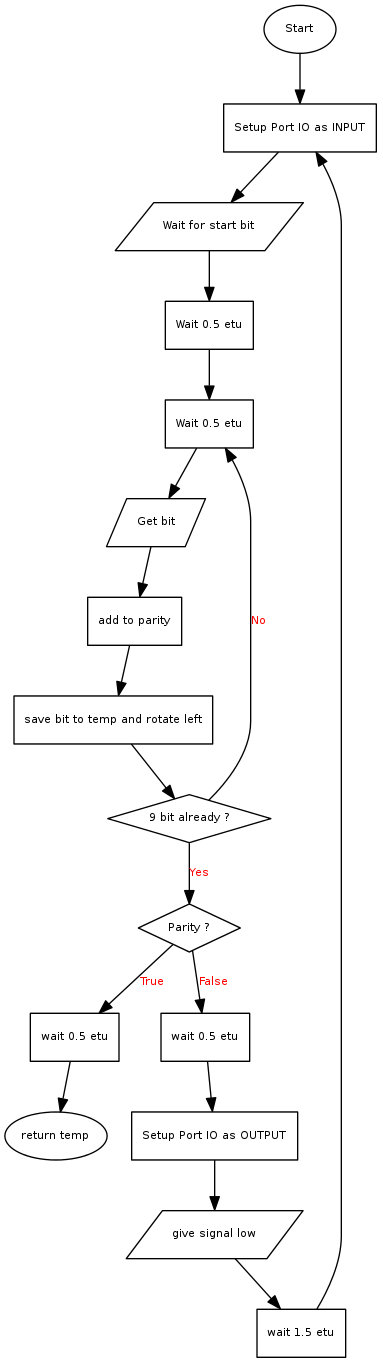 Start
Setup Port IO as INPUT
Wait for start bit
Wait 0.5 etu
Wait 0.5 etu
Get bit
add to parity
No
save bit to temp and rotate left
9 bit already ?
Yes
Parity ?
True
False
wait 0.5 etu
wait 0.5 etu
return temp
Setup Port IO as OUTPUT
give signal low
wait 1.5 etu